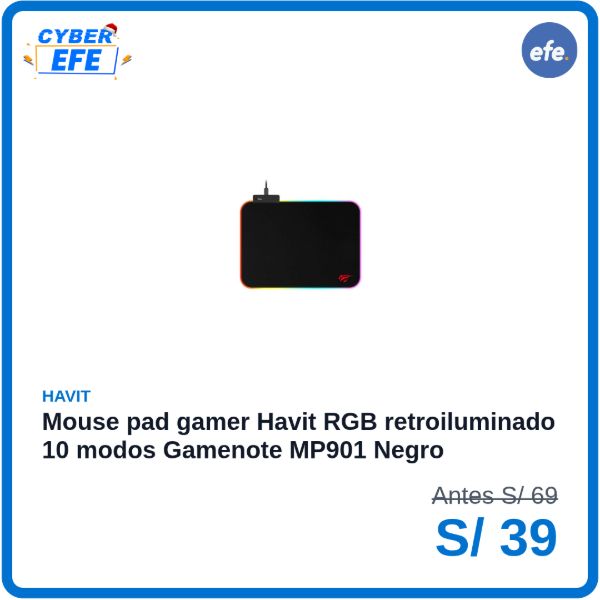 CYBER
EFE
efe.
HAVIT
Mouse pad gamer Havit RGB retroiluminado
10 modos Gamenote MP901 Negro
Antes S/ 69
S/ 39